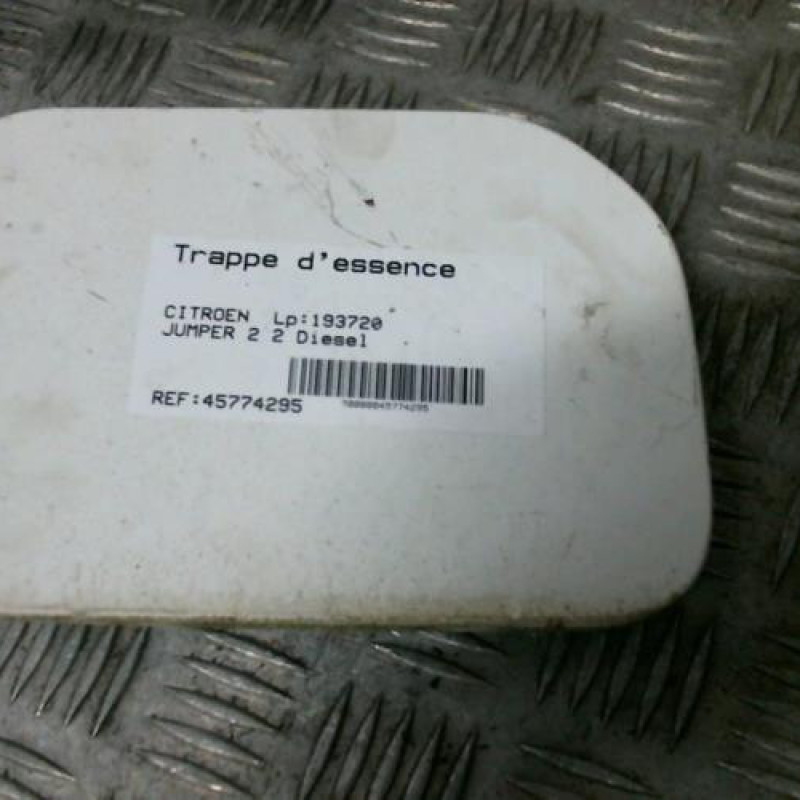 Trappe d'essence
CITROEN Lp:193720
JUMPER 2 2 Diesel
REF:45774295